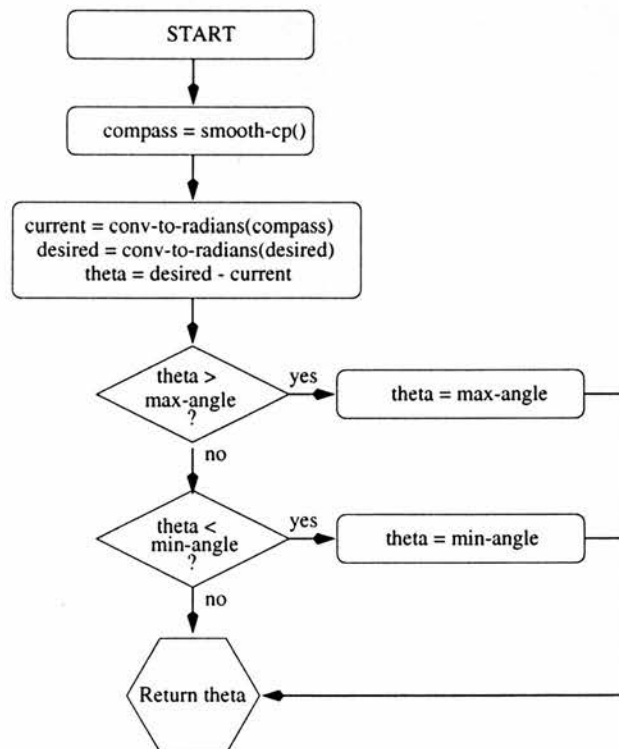 START
compass = smooth-cp()
current = conv-to-radians(compass)
desired = conv-to-radians(desired)
theta = desired - current
theta >
max-angle
?
yes
theta = max-angle
no
theta <
min-angle
?
yes
theta = min-angle
no
Return theta